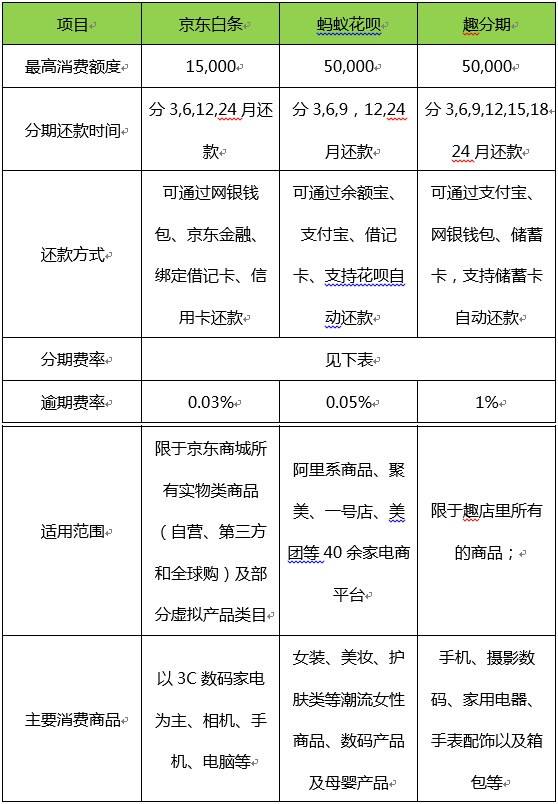 项目
京东白条
蚂蚁花呗
趣分期
最高消费额度
15,000
50,000
50,000
分期还款时间
分 3,6,12,24 月还
款
分 3,6,9，12,24
月还款
分 3,6,9,12,15,18
24 月还款
还款方式
可通过网银钱
包、京东金融、
绑定借记卡、信
用卡还款
可通过余额宝、
支付宝、借记
卡、支持花呗自
动还款
可通过支付宝、
网银钱包、储蓄
卡，支持储蓄卡
自动还款
分期费率
见下表
逾期费率
0.03%
0.05%
1%
适用范围
限于京东商城所
有实物类商品
（自营、第三方
和全球购）及部
分虚拟产品类目
阿里系商品、聚
美、一号店、美
团等 40 余家电商
平台
限于趣店里所有
的商品；
主要消费商品
以 3C 数码家电
为主、相机、手
机、电脑等
女装、美妆、护
肤类等潮流女性
商品、数码产品
及母婴产品
手机、摄影数
码、家用电器、
手表配饰以及箱
包等